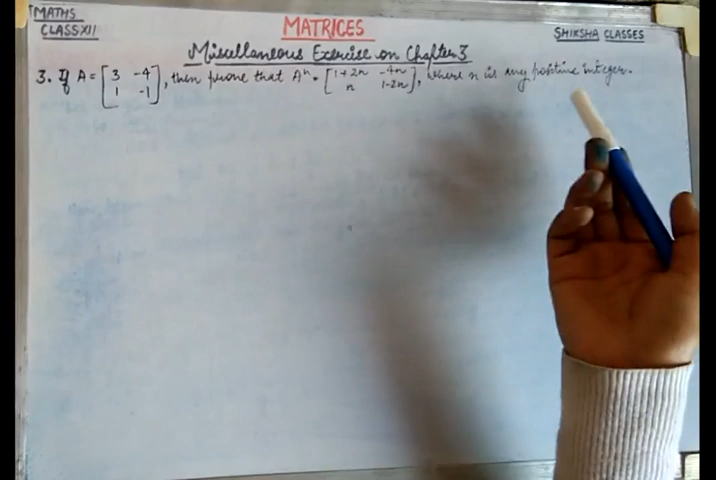 MATHS
CLASS XII
MATRICES
SHIKSHA CLASSES
Miscellaneous Exercise on Chapter 3
3. If A = [3 -4; 1 -1], then prove that Aⁿ = [1+2n -4n; n 1-2n], where n is any positive integer.